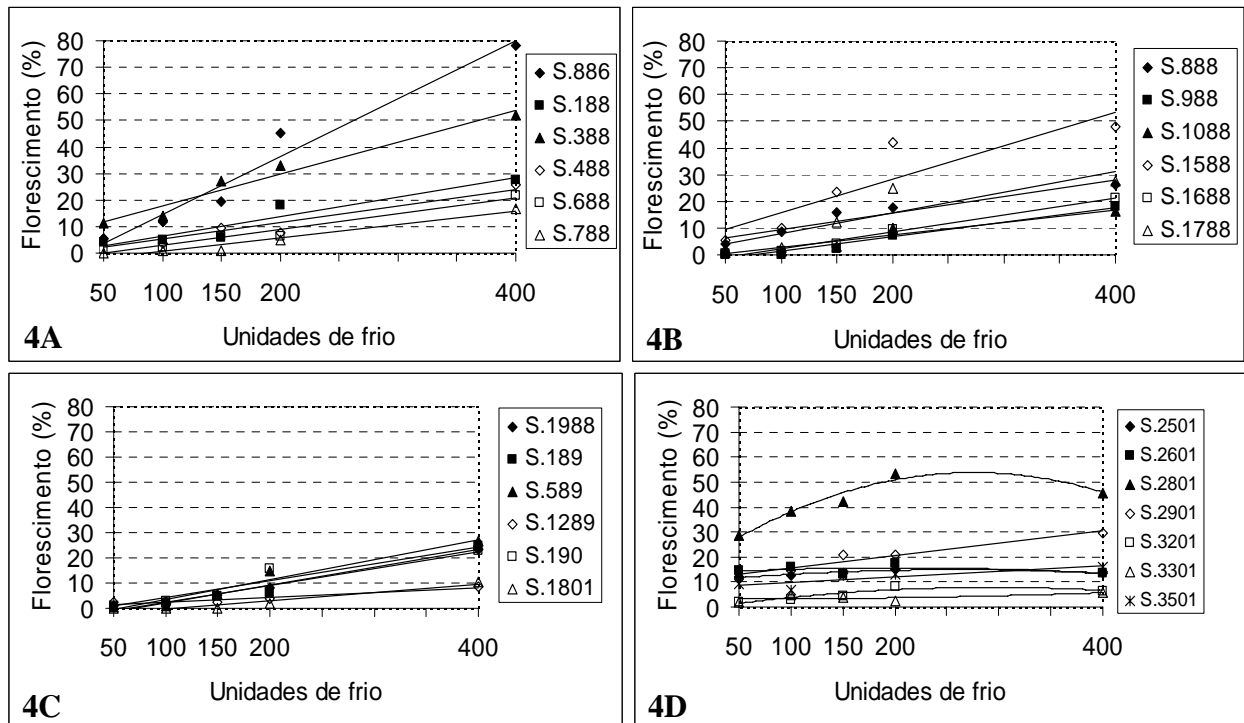 Florescimento (%)
80
70
60
50
40
30
20
10
0
50 100 150 200 400
Unidades de frio
S.886
S.188
S.388
S.488
S.688
S.788
4A
Florescimento (%)
80
70
60
50
40
30
20
10
0
50 100 150 200 400
Unidades de frio
S.888
S.988
S.1088
S.1588
S.1688
S.1788
4B
Florescimento (%)
80
70
60
50
40
30
20
10
0
50 100 150 200 400
Unidades de frio
S.1988
S.189
S.589
S.1289
S.190
S.1801
4C
Florescimento (%)
80
70
60
50
40
30
20
10
0
50 100 150 200 400
Unidades de frio
S.2501
S.2601
S.2801
S.2901
S.3201
S.3301
S.3501
4D